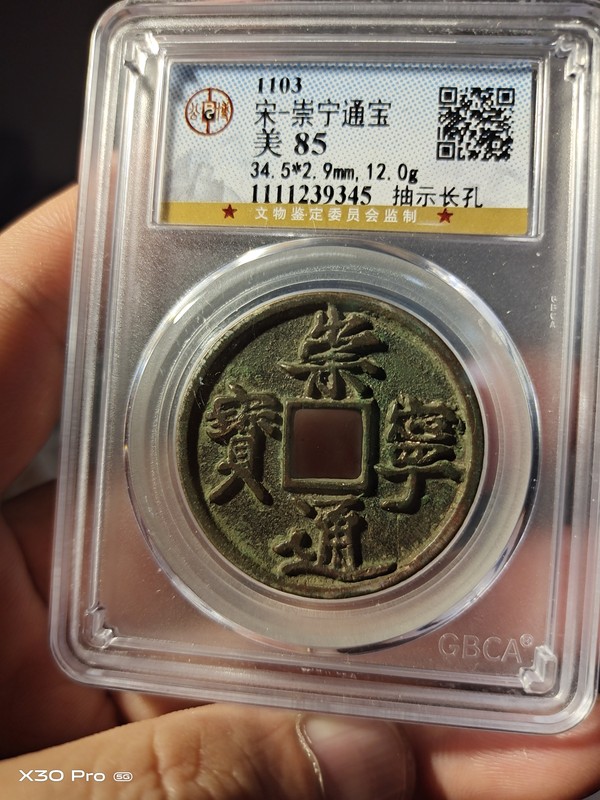 1103
宋-崇宁通宝
美 85
34.5*2.9mm,12.0g
1111239345 抽示长孔
★ 文物鉴定委员会监制 ★
GBCA
崇
寶 寧
通
GBCA®
X30 Pro 5G